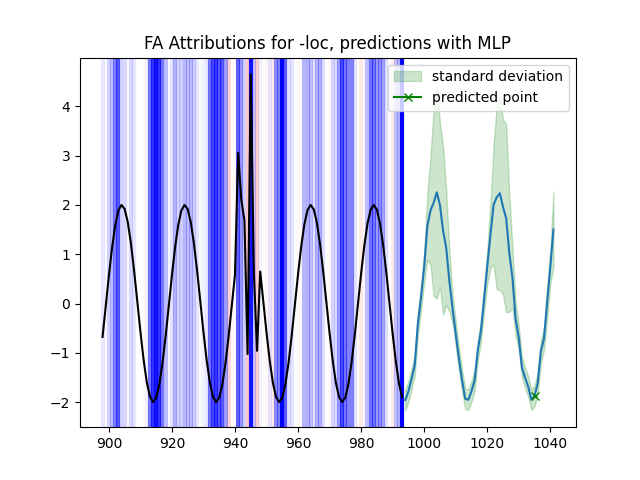 FA Attributions for -loc, predictions with MLP
standard deviation
predicted point
4
3
2
1
0
−1
−2
900 920 940 960 980 1000 1020 1040